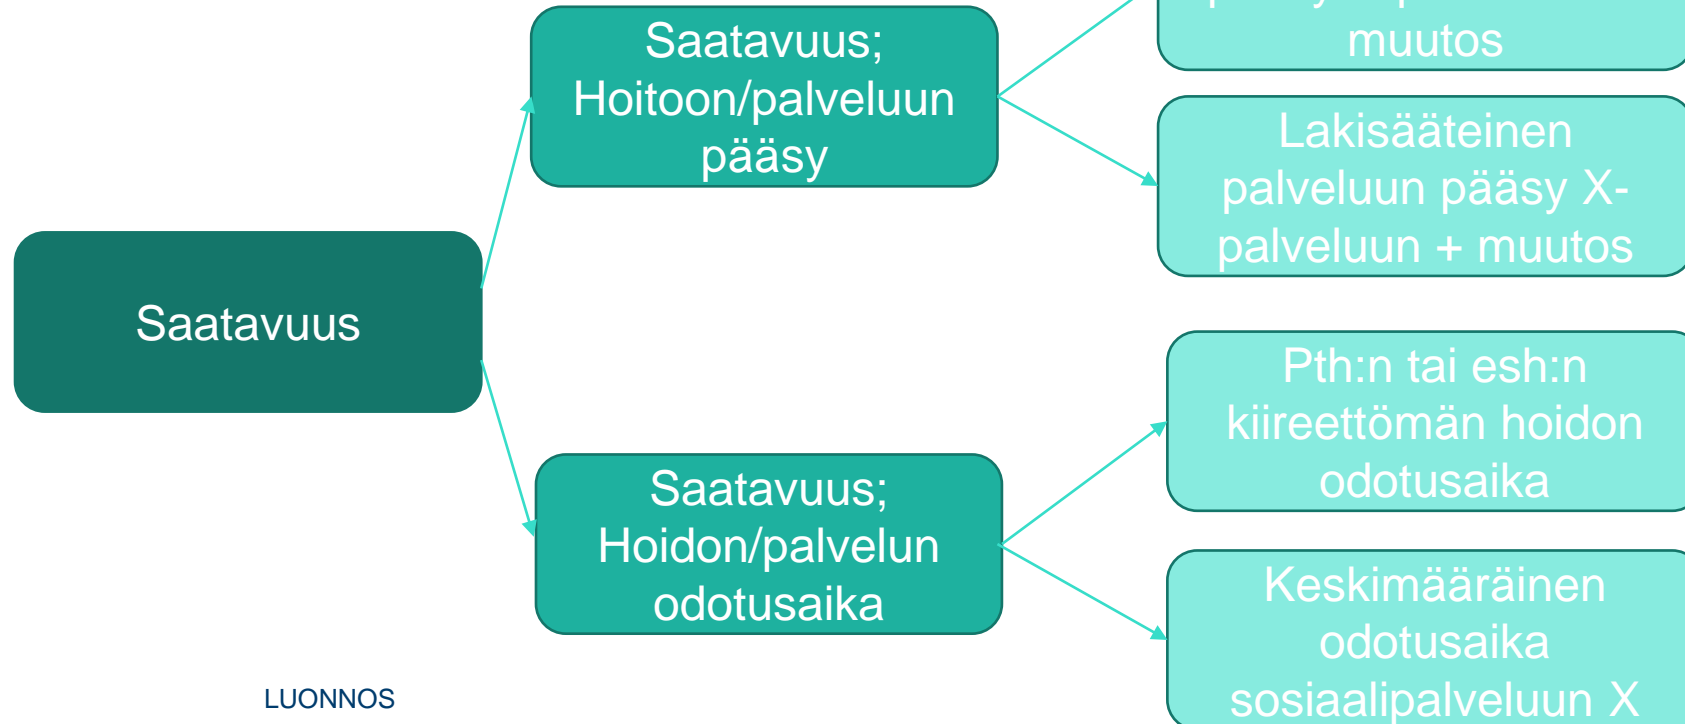 Saatavuus
Saatavuus;
Hoitoon/palveluun
pääsy
Saatavuus;
Hoidon/palvelun
odotusaika
muutos
Lakisääteinen
palveluun pääsy X-
palveluun + muutos
Pth:n tai esh:n
kiireettömän hoidon
odotusaika
Keskimääräinen
odotusaika
sosiaalipalveluun X
LUONNOS